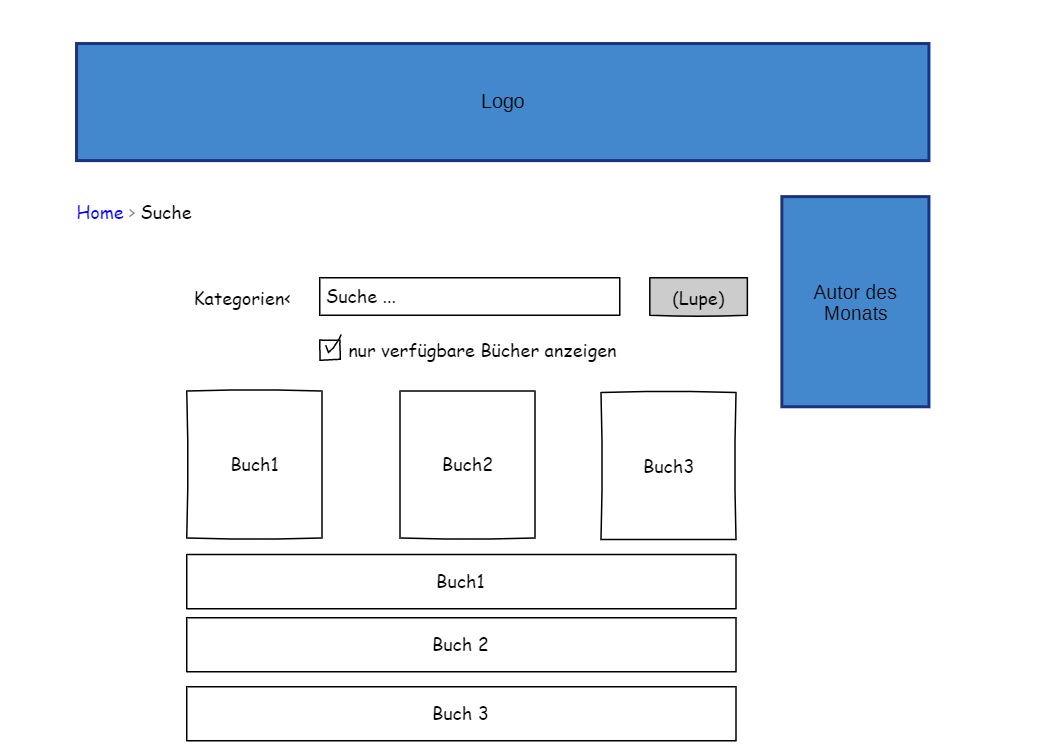 Logo
Home > Suche
Kategorien<
Suche ...
(Lupe)
Autor des
Monats
nur verfügbare Bücher anzeigen
Buch1
Buch2
Buch3
Buch1
Buch 2
Buch 3